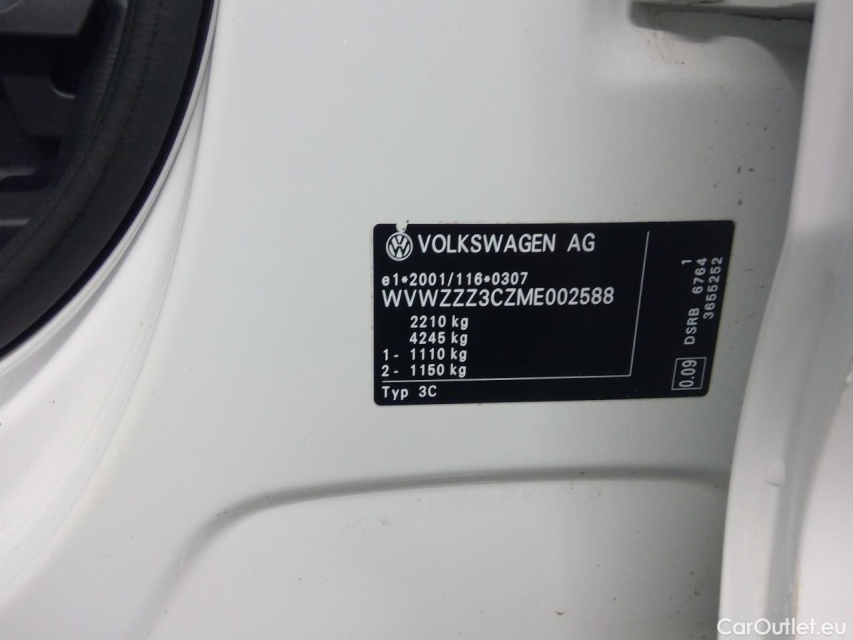 VOLKSWAGEN AG
e1*2001/116*0307
WVWZZZ3CZME002588
2210 kg
4245 kg
1- 1110 kg
2- 1150 kg
Typ 3C
0.09
DSRB 6764 1
3655252
CarOutlet.eu